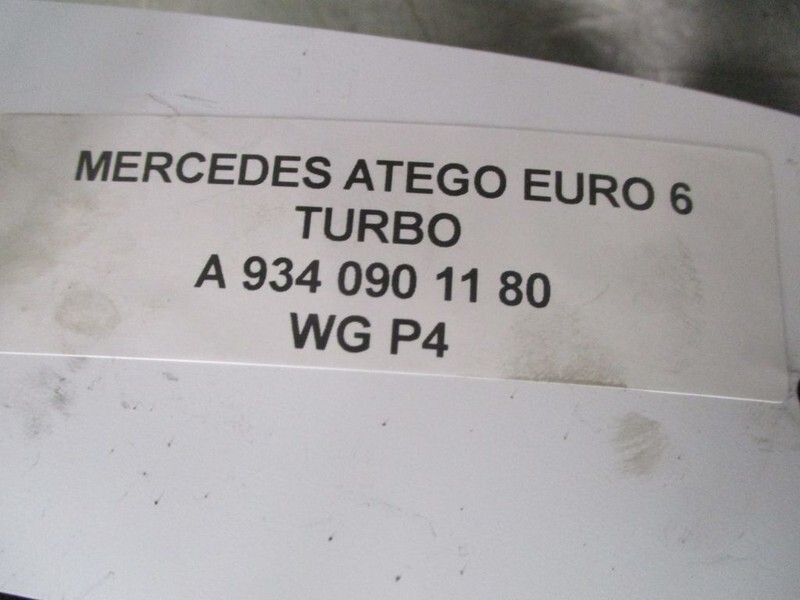 MERCEDES ATEGO EURO 6
TURBO
A 934 090 11 80
WG P4